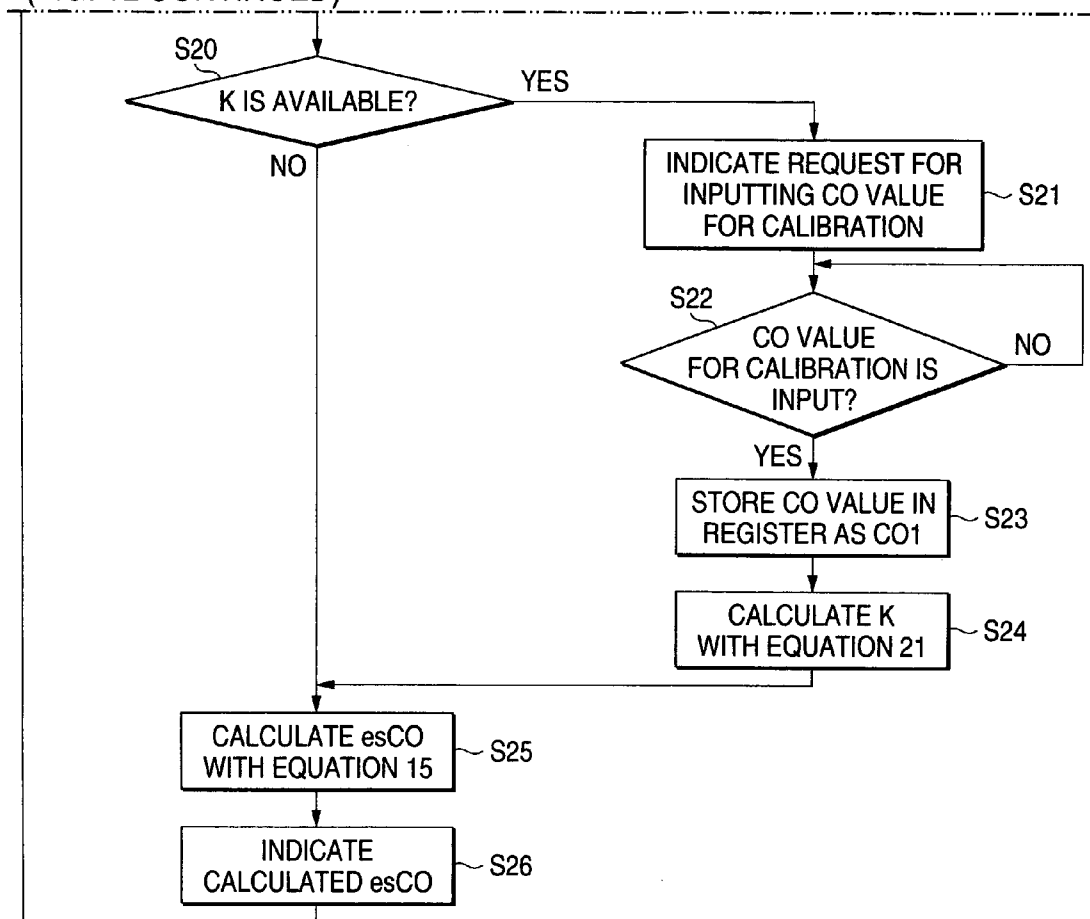 S20
K IS AVAILABLE?
YES
NO
INDICATE REQUEST FOR
INPUTTING CO VALUE
FOR CALIBRATION
S21
S22
CO VALUE
FOR CALIBRATION IS
INPUT?
NO
YES
STORE CO VALUE IN
REGISTER AS CO1
S23
CALCULATE K
WITH EQUATION 21
S24
CALCULATE esCO
WITH EQUATION 15
S25
INDICATE
CALCULATED esCO
S26